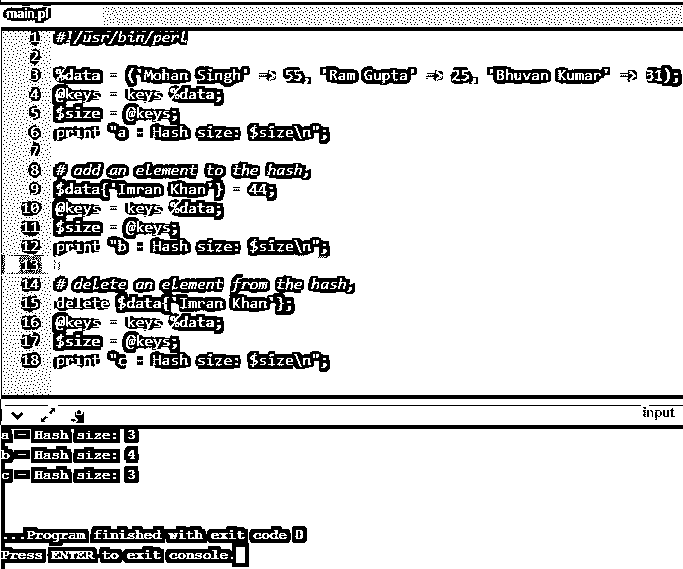 main.pl
1 #!/usr/bin/perl
2
3 %data = ('Mohan Singh' => 55, 'Ram Gupta' => 25, 'Bhuvan Kumar' => 31);
4 @keys = keys %data;
5 $size = @keys;
6 print "a : Hash size: $size\n";
7
8 # add an element to the hash;
9 $data{'Imran Khan'} = 44;
10 @keys = keys %data;
11 $size = @keys;
12 print "b : Hash size: $size\n";
13
14 # delete an element from the hash;
15 delete $data{'Imran Khan'};
16 @keys = keys %data;
17 $size = @keys;
18 print "c : Hash size: $size\n";
input
a - Hash size: 3
b - Hash size: 4
c - Hash size: 3
...Program finished with exit code 0
Press ENTER to exit console.